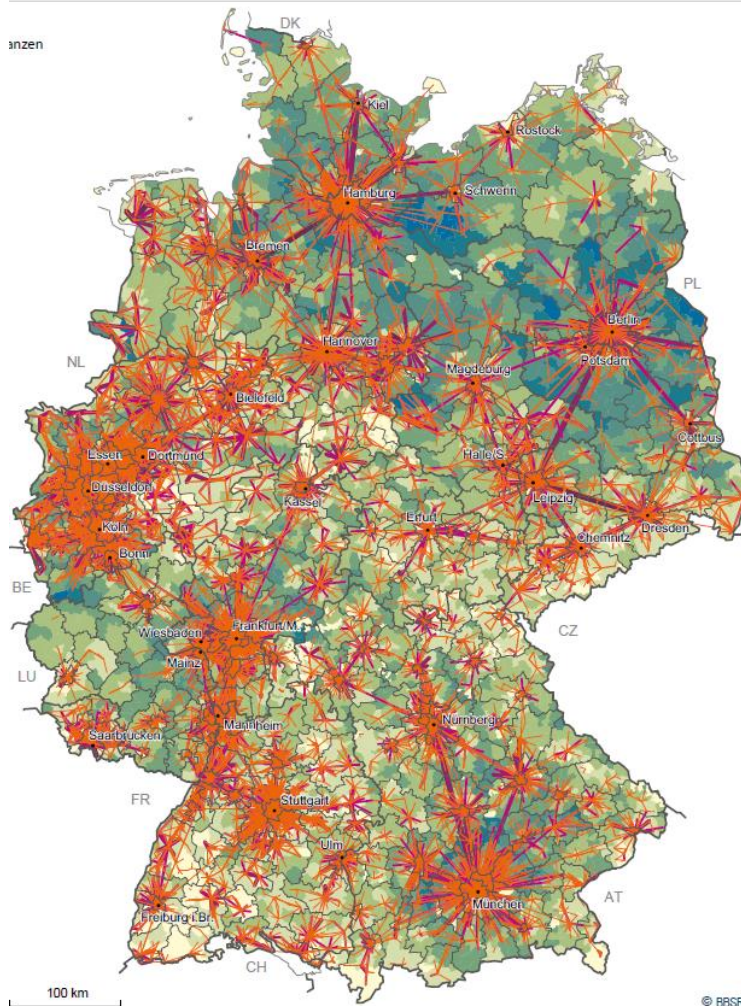 DK
anzen
Kiel
Rostock
Hamburg
Schwerin
Bremen
PL
Berlin
Hannover
Potsdam
NL
Magdeburg
Bielefeld
Cottbus
Essen
Dortmund
Halle/S.
Düsseldorf
Leipzig
Kassel
Köln
Erfurt
Dresden
Chemnitz
Bonn
BE
Wiesbaden
Frankfurt/M.
CZ
Mainz
LU
Mannheim
Nürnberg
Saarbrücken
FR
Stuttgart
Ulm
München
AT
Freiburg i.Br.
CH
100 km